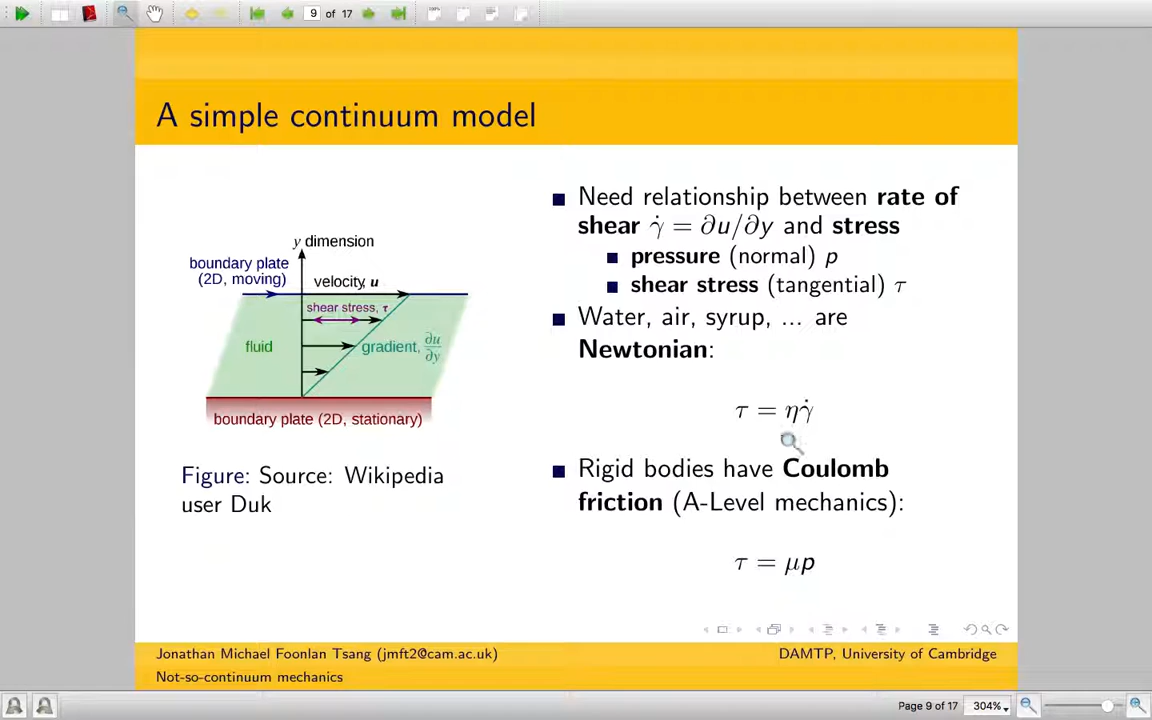 9 of 17
A simple continuum model
y dimension
boundary plate
(2D, moving)
velocity, u
shear stress, τ
fluid
gradient, ∂u/∂y
boundary plate (2D, stationary)
Figure: Source: Wikipedia
user Duk
■ Need relationship between rate of
shear γ̇ = ∂u/∂y and stress
■ pressure (normal) p
■ shear stress (tangential) τ
■ Water, air, syrup, ... are
Newtonian:
τ = ηγ̇
■ Rigid bodies have Coulomb
friction (A-Level mechanics):
τ = μp
Jonathan Michael Foonlan Tsang (jmft2@cam.ac.uk)
DAMTP, University of Cambridge
Not-so-continuum mechanics
Page 9 of 17
304%